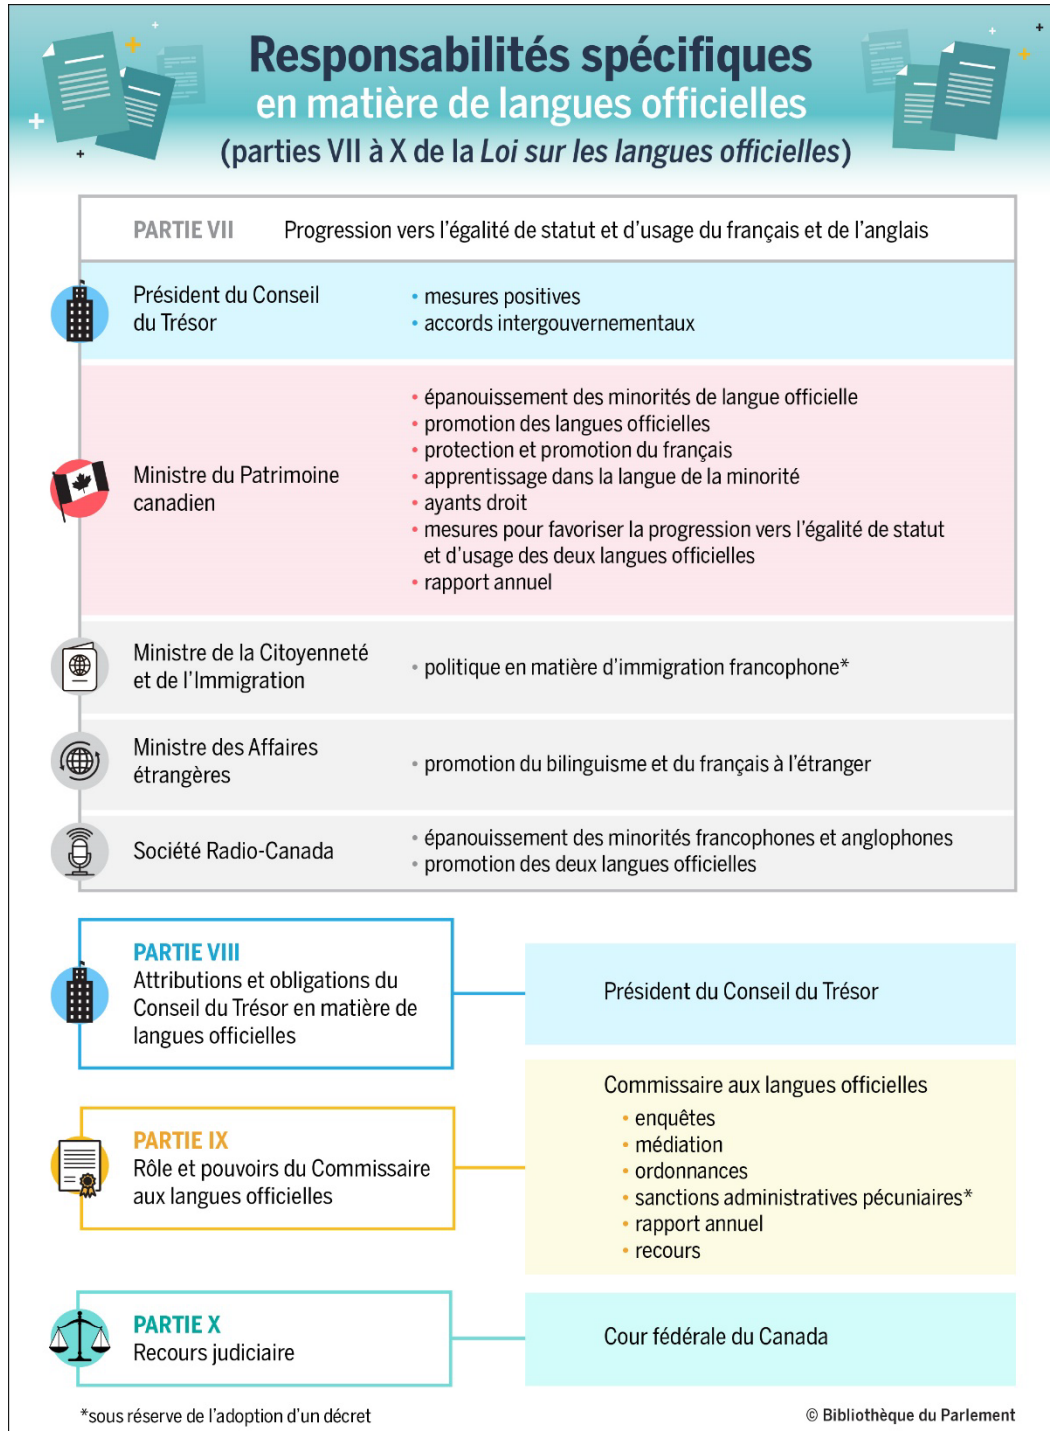 Responsabilités spécifiques
en matière de langues officielles
(parties VII à X de la Loi sur les langues officielles)
PARTIE VII Progression vers l'égalité de statut et d'usage du français et de l'anglais
Président du Conseil
du Trésor
• mesures positives
• accords intergouvernementaux
Ministre du Patrimoine
canadien
• épanouissement des minorités de langue officielle
• promotion des langues officielles
• protection et promotion du français
• apprentissage dans la langue de la minorité
• ayants droit
• mesures pour favoriser la progression vers l'égalité de statut
et d'usage des deux langues officielles
• rapport annuel
Ministre de la Citoyenneté
et de l'Immigration
• politique en matière d'immigration francophone*
Ministre des Affaires
étrangères
• promotion du bilinguisme et du français à l'étranger
Société Radio-Canada
• épanouissement des minorités francophones et anglophones
• promotion des deux langues officielles
PARTIE VIII
Attributions et obligations du
Conseil du Trésor en matière de
langues officielles
Président du Conseil du Trésor
PARTIE IX
Rôle et pouvoirs du Commissaire
aux langues officielles
Commissaire aux langues officielles
• enquêtes
• médiation
• ordonnances
• sanctions administratives pécuniaires*
• rapport annuel
• recours
PARTIE X
Recours judiciaire
Cour fédérale du Canada
*sous réserve de l'adoption d'un décret
© Bibliothèque du Parlement